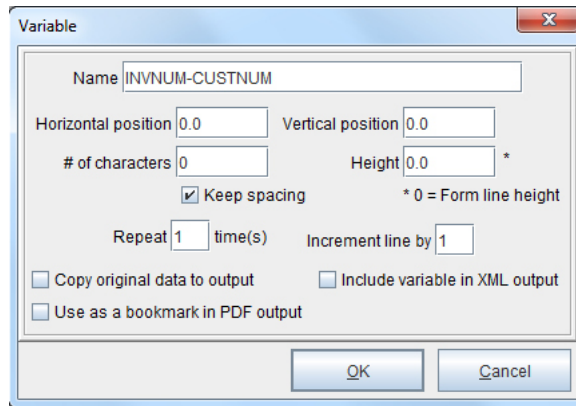 Variable
Name INVNUM-CUSTNUM
Horizontal position 0.0 Vertical position 0.0
# of characters 0 Height 0.0 *
Keep spacing * 0 = Form line height
Repeat 1 time(s) Increment line by 1
Copy original data to output Include variable in XML output
Use as a bookmark in PDF output
OK Cancel